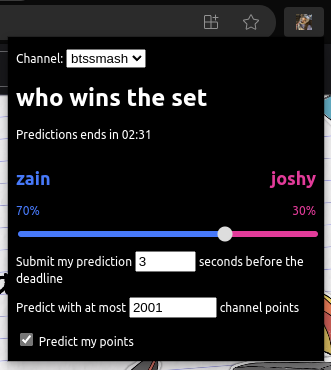 Channel: btssmash
who wins the set
Predictions ends in 02:31
zain joshy
70% 30%
Submit my prediction 3 seconds before the
deadline
Predict with at most 2001 channel points
Predict my points